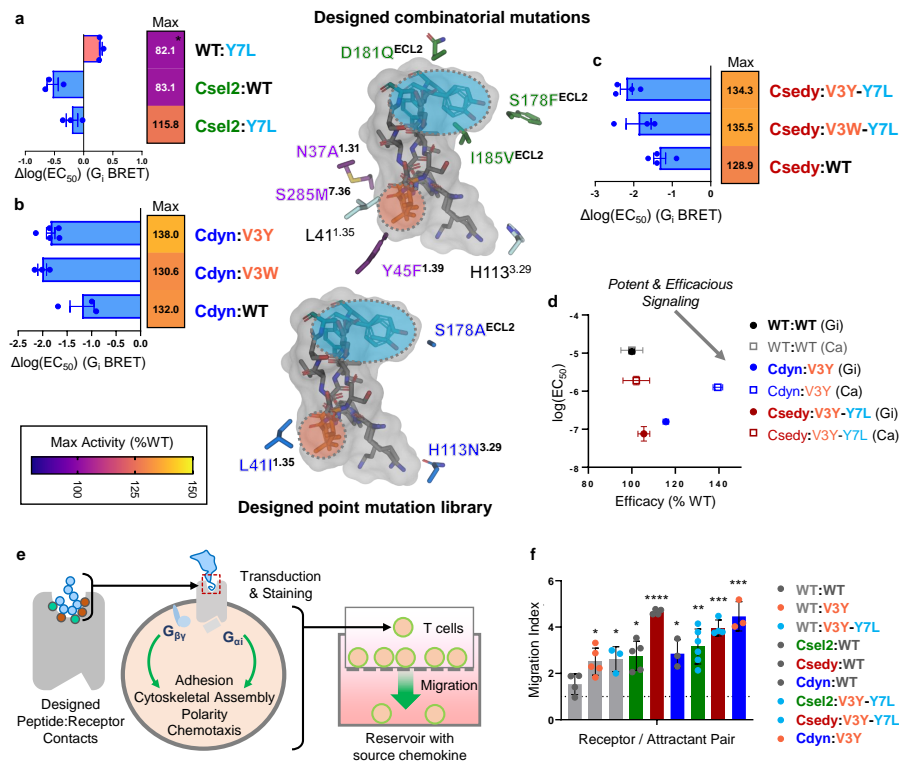 a
Max
82.1
*
WT:Y7L
83.1
Csel2:WT
115.8
Csel2:Y7L
-1.0
-0.5
0.0
0.5
1.0
Δlog(EC50) (Gi BRET)
b
Max
138.0
Cdyn:V3Y
130.6
Cdyn:V3W
132.0
Cdyn:WT
-2.5
-2.0
-1.5
-1.0
-0.5
0.0
Δlog(EC50) (Gi BRET)
Max Activity (%WT)
100
125
150
Designed combinatorial mutations
D181QECL2
S178FECL2
I185VECL2
N37A1.31
S285M7.36
L411.35
Y45F1.39
H1133.29
S178AECL2
L41I1.35
H113N3.29
Designed point mutation library
c
Max
134.3
Csedy:V3Y-Y7L
135.5
Csedy:V3W-Y7L
128.9
Csedy:WT
-3
-2
-1
0
Δlog(EC50) (Gi BRET)
d
Potent & Efficacious
Signaling
log(EC50)
-4
-5
-6
-7
-8
80
100
120
140
Efficacy (% WT)
WT:WT (Gi)
WT:WT (Ca)
Cdyn:V3Y (Gi)
Cdyn:V3Y (Ca)
Csedy:V3Y-Y7L (Gi)
Csedy:V3Y-Y7L (Ca)
e
Designed
Peptide:Receptor
Contacts
Gβγ
Gαi
Adhesion
Cytoskeletal Assembly
Polarity
Chemotaxis
Transduction
& Staining
T cells
Migration
Reservoir with
source chemokine
f
Migration Index
6
4
2
0
*
*
*
****
*
**
***
***
Receptor / Attractant Pair
WT:WT
WT:V3Y
WT:V3Y-Y7L
Csel2:WT
Csedy:WT
Cdyn:WT
Csel2:V3Y-Y7L
Csedy:V3Y-Y7L
Cdyn:V3Y